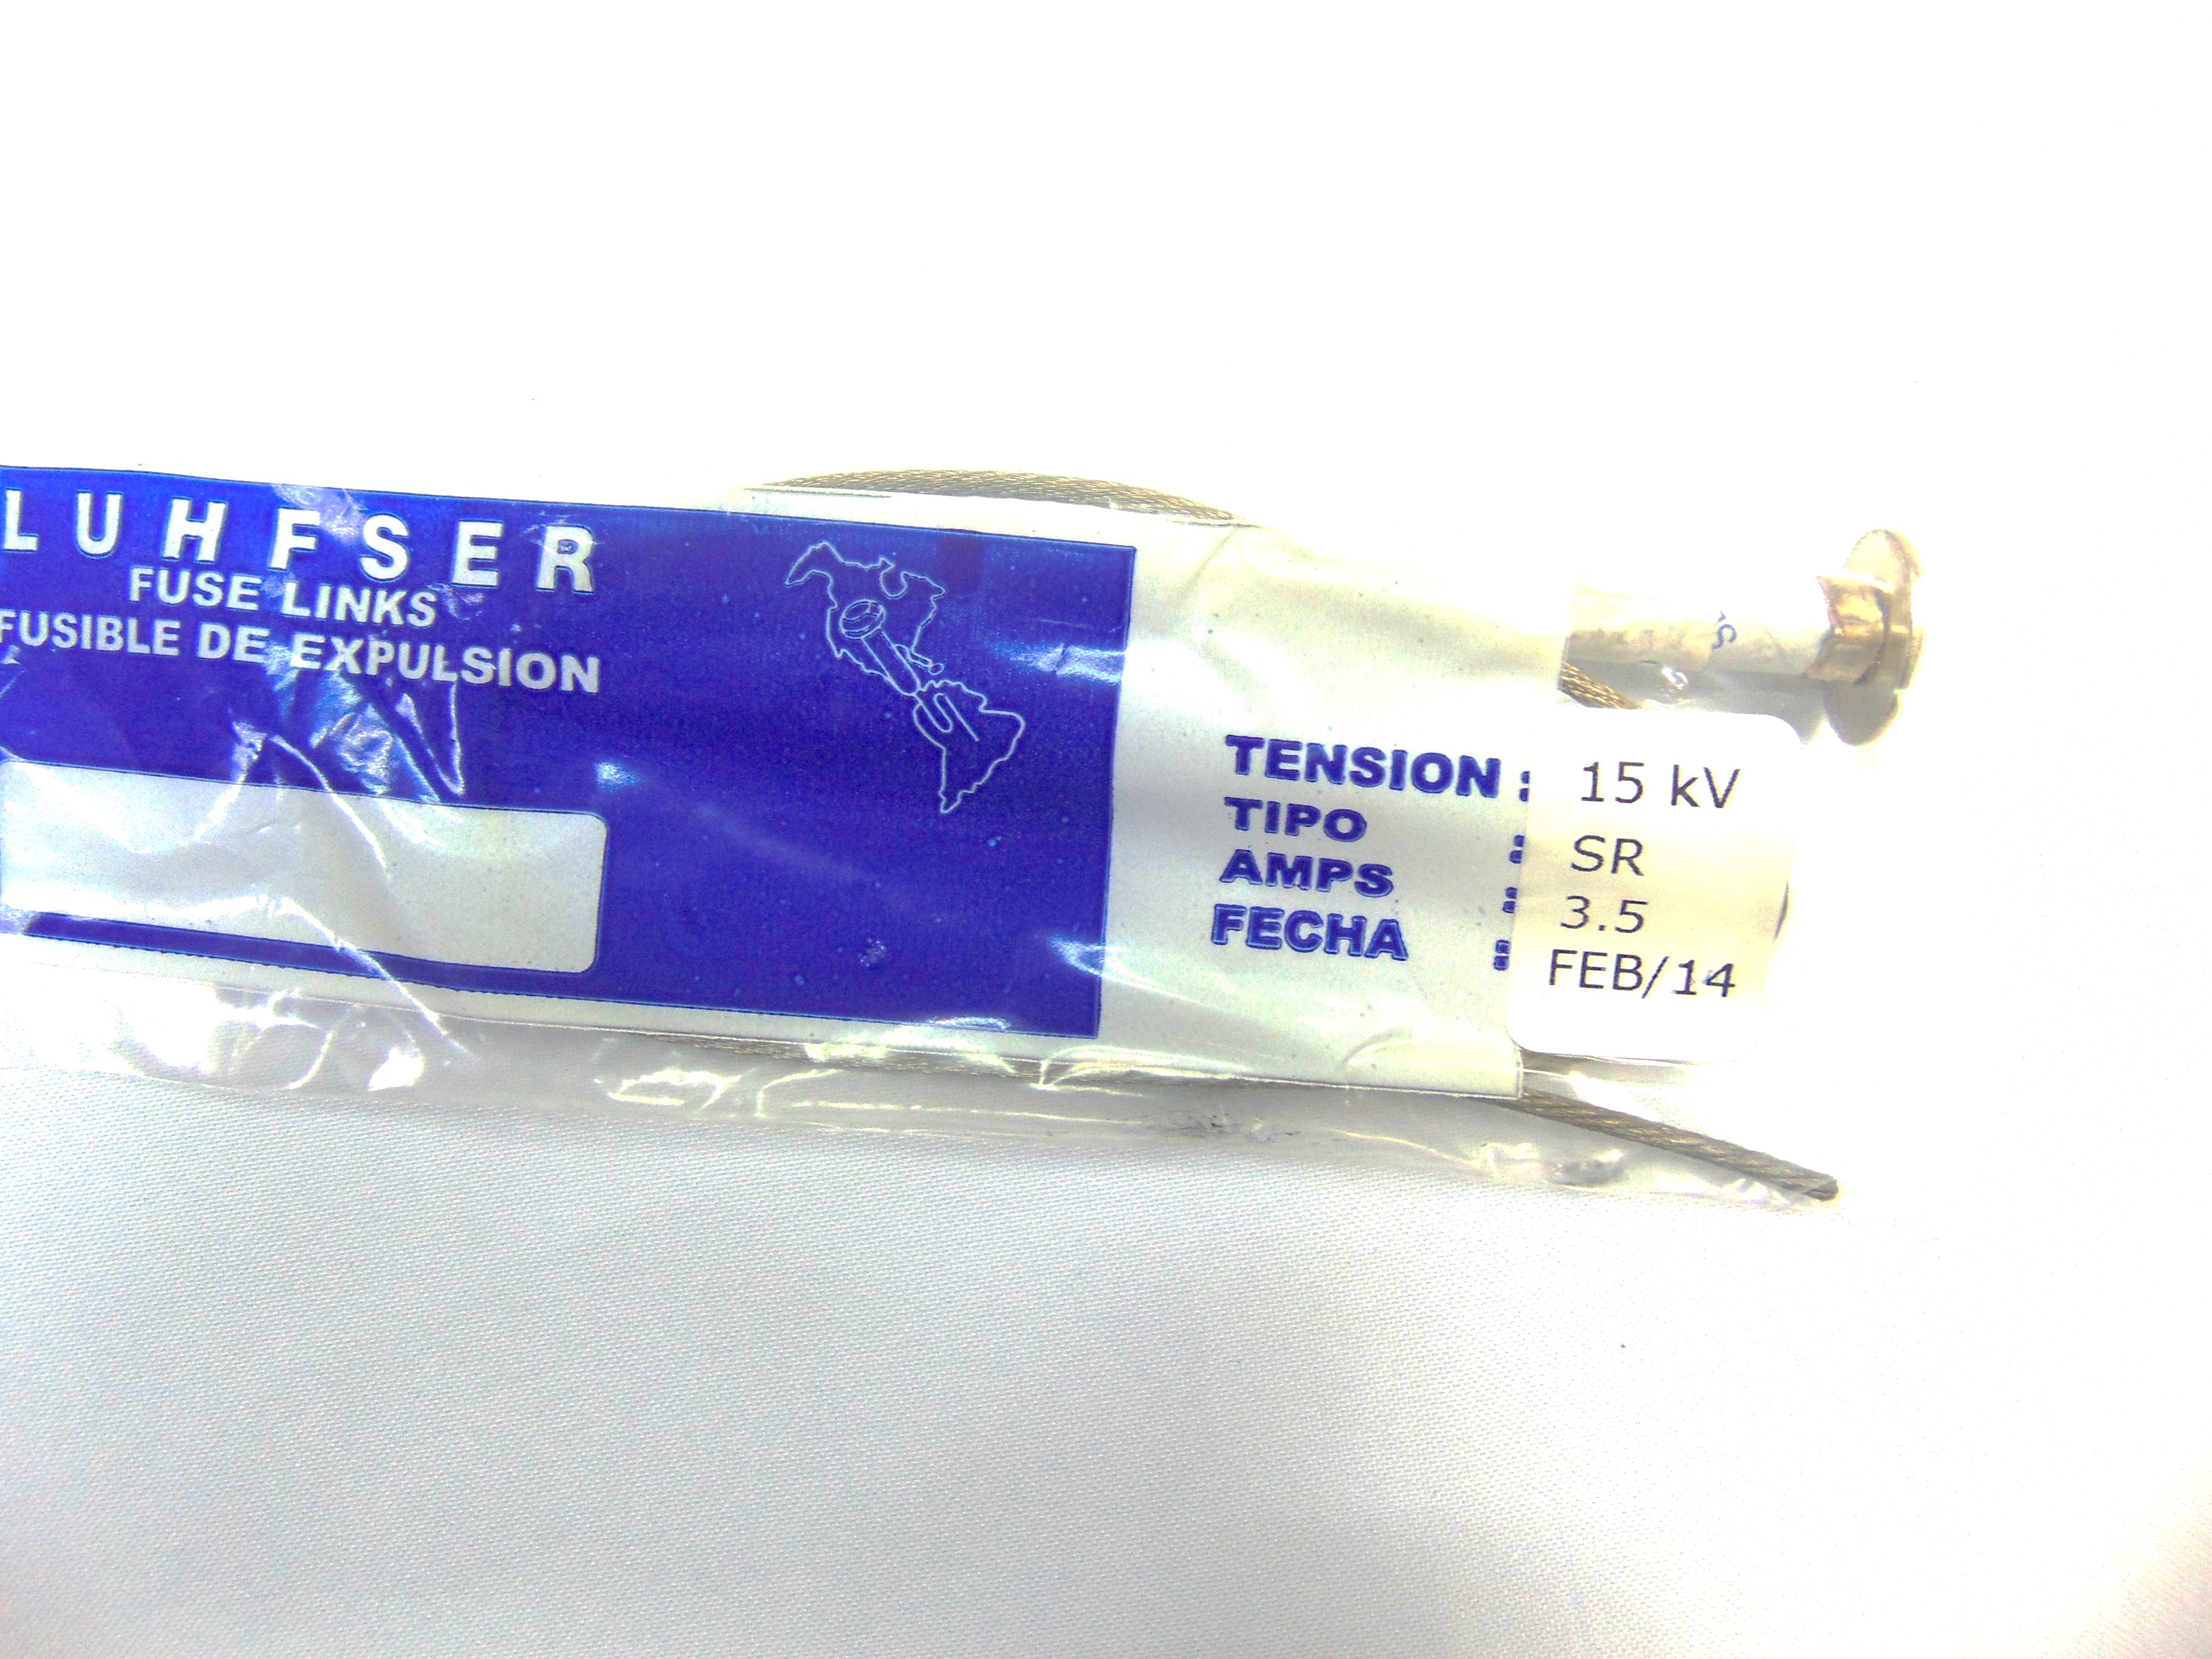 LUHFSER
FUSE LINKS
FUSIBLE DE EXPULSION
TENSION : 15 kV
TIPO : SR
AMPS : 3.5
FECHA : FEB/14